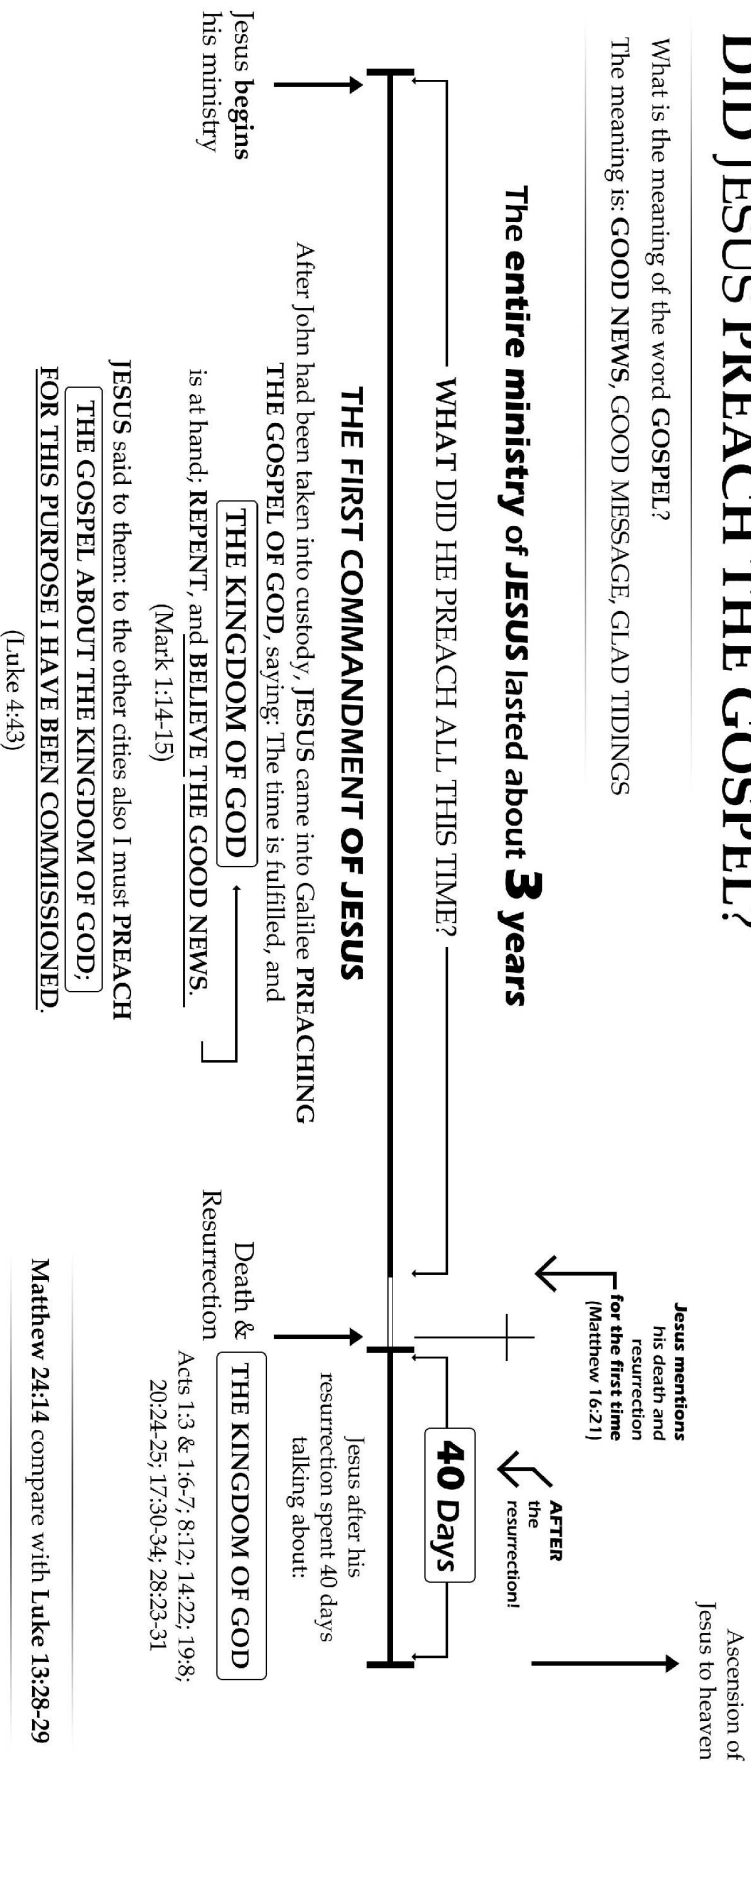 DID JESUS PREACH THE GOSPEL?
What is the meaning of the word GOSPEL?
The meaning is: GOOD NEWS, GOOD MESSAGE, GLAD TIDINGS
The entire ministry of JESUS lasted about 3 years
WHAT DID HE PREACH ALL THIS TIME?
Jesus begins
his ministry
THE FIRST COMMANDMENT OF JESUS
After John had been taken into custody, JESUS came into Galilee PREACHING
THE GOSPEL OF GOD, saying: The time is fulfilled, and
THE KINGDOM OF GOD
is at hand; REPENT, and BELIEVE THE GOOD NEWS.
(Mark 1:14-15)
JESUS said to them: to the other cities also I must PREACH
THE GOSPEL ABOUT THE KINGDOM OF GOD;
FOR THIS PURPOSE I HAVE BEEN COMMISSIONED.
(Luke 4:43)
Jesus mentions
his death and
resurrection
for the first time
(Matthew 16:21)
AFTER
the
resurrection!
Ascension of
Jesus to heaven
40 Days
Death &
Resurrection
Jesus after his
resurrection spent 40 days
talking about:
THE KINGDOM OF GOD
Acts 1:3 & 1:6-7; 8:12; 14:22; 19:8;
20:24-25; 17:30-34; 28:23-31
Matthew 24:14 compare with Luke 13:28-29